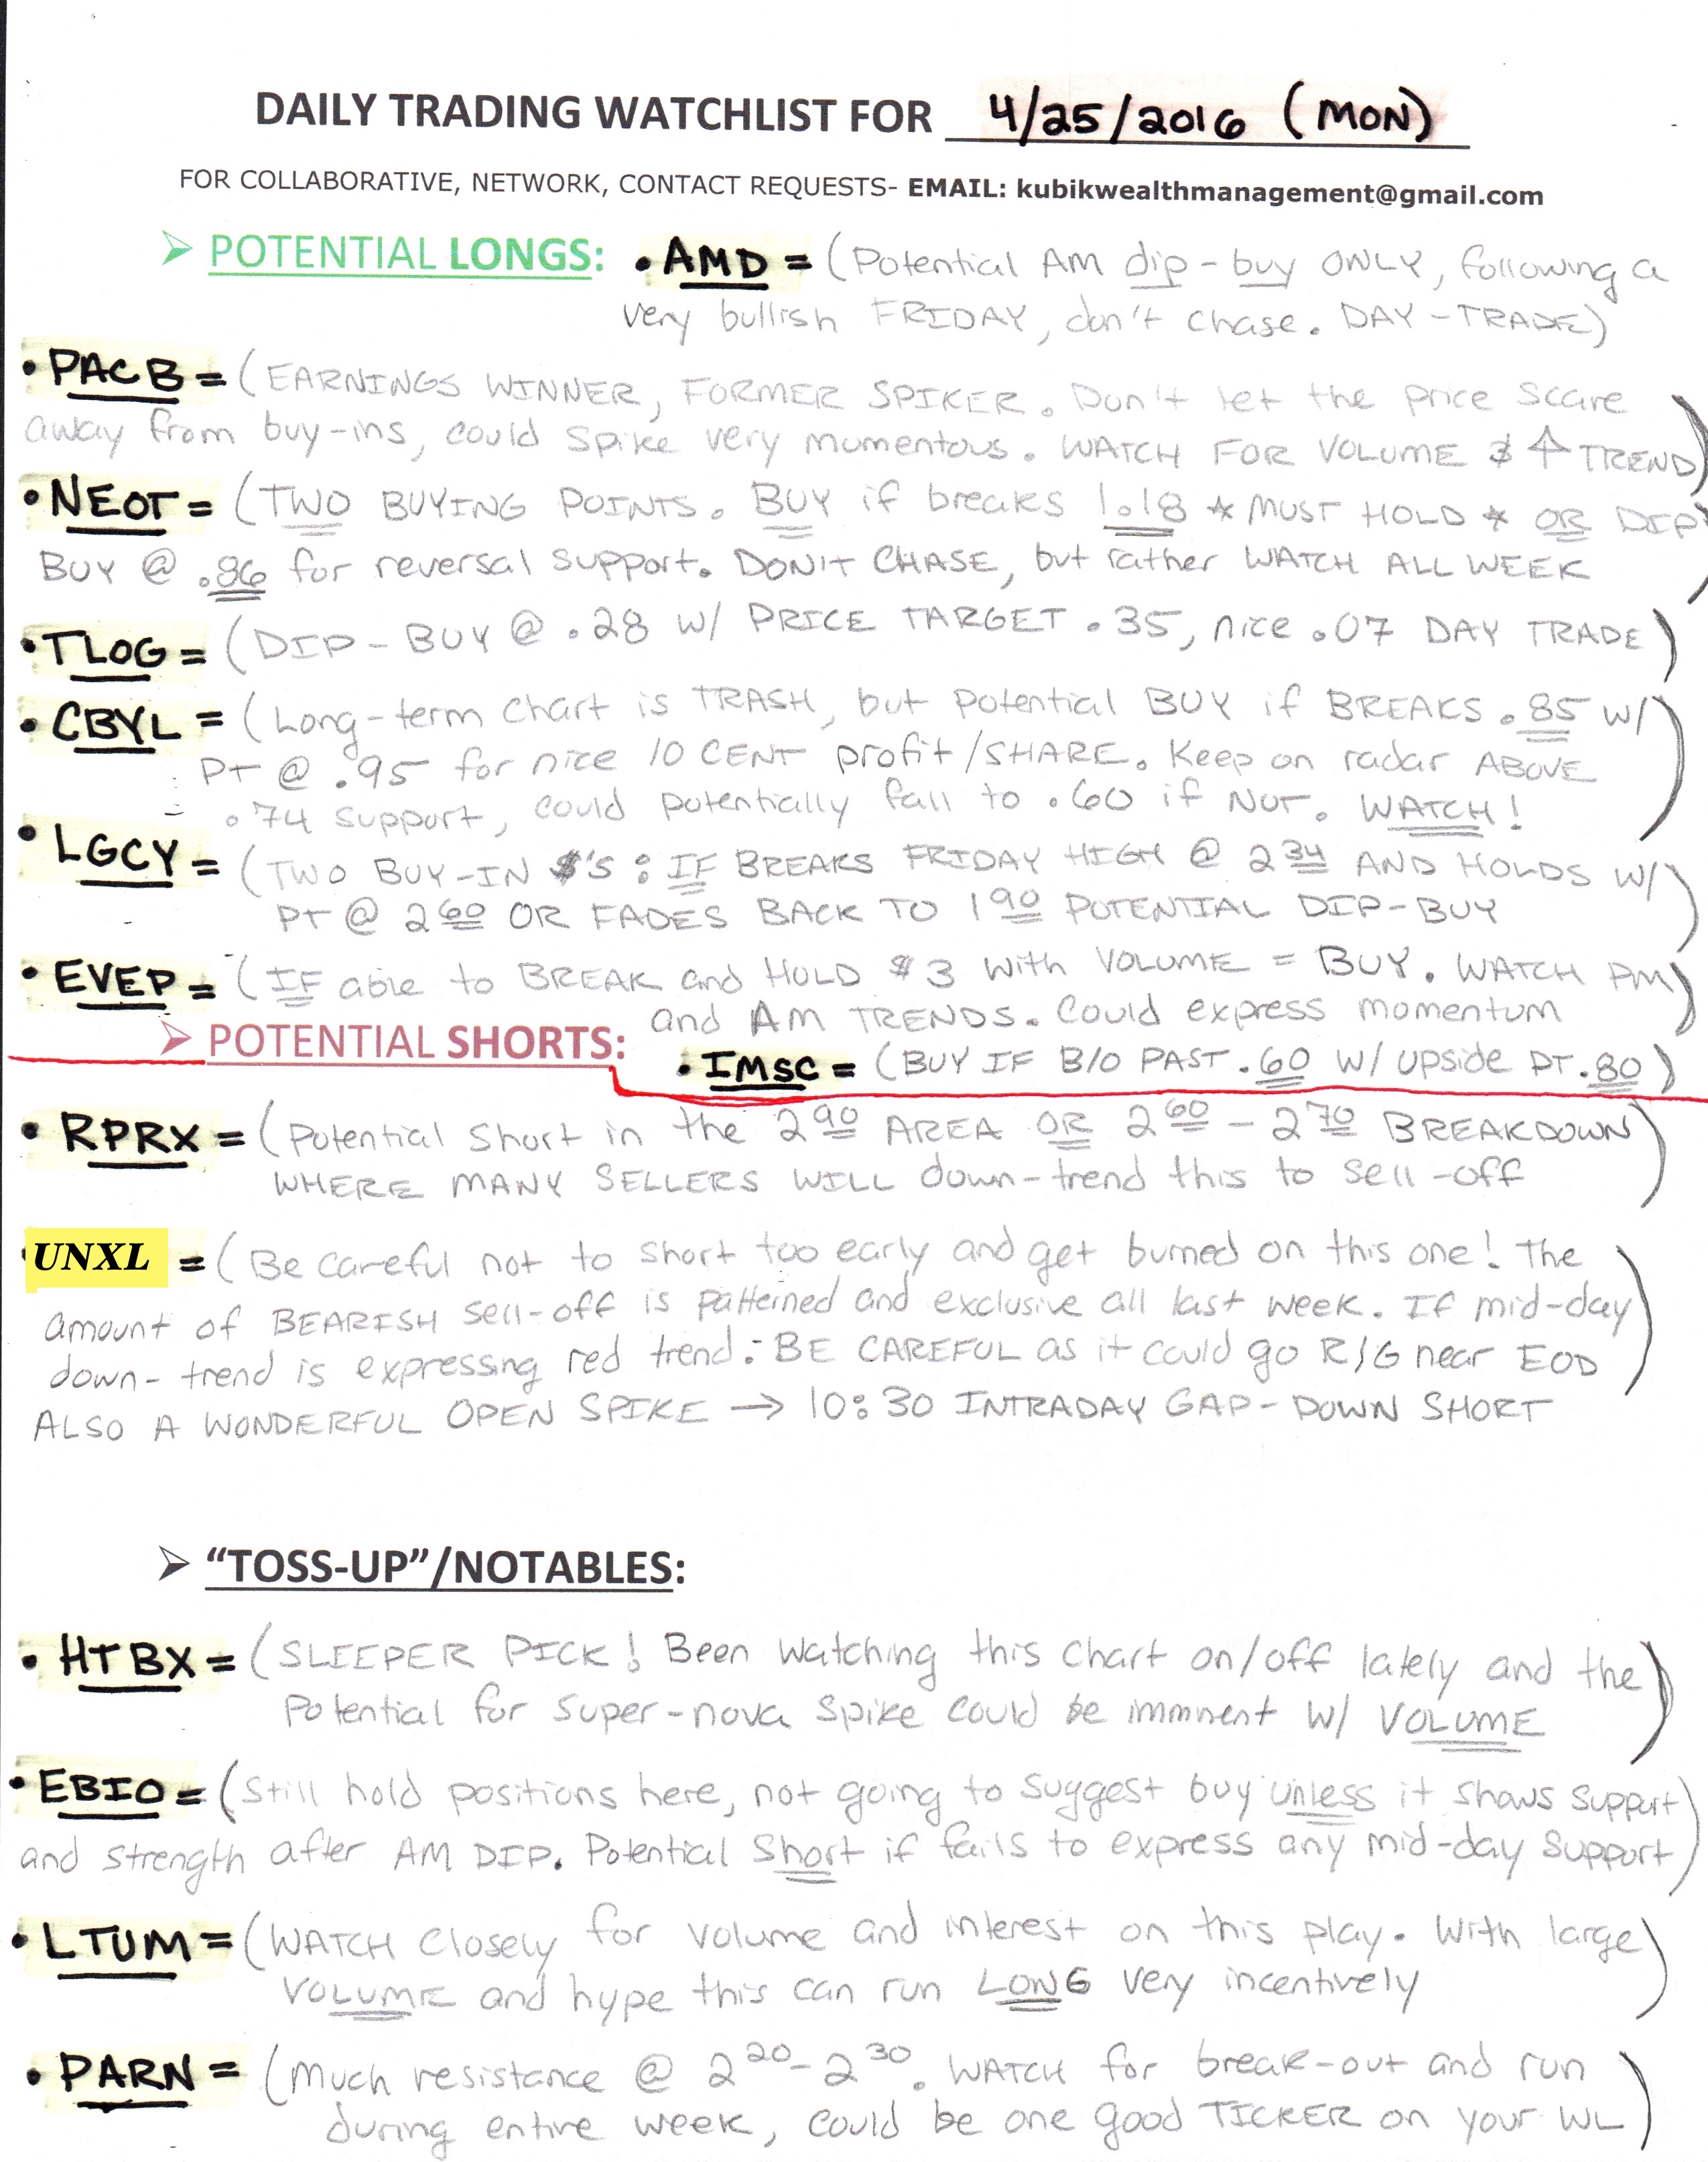 DAILY TRADING WATCHLIST FOR 4/25/2016 (MON)
FOR COLLABORATIVE, NETWORK, CONTACT REQUESTS- EMAIL: kubikwealthmanagement@gmail.com
➢ POTENTIAL LONGS: • AMD = (Potential AM dip-buy ONLY, following a
very bullish FRIDAY, don't chase. DAY-TRADE)
• PACB = (EARNINGS WINNER, FORMER SPIKER. Don't let the price scare
away from buy-ins, could spike very momentous. WATCH FOR VOLUME & ↑ TREND)
• NEOT = (TWO BUYING POINTS. BUY if breaks 1.18 * MUST HOLD * OR DIP
BUY @ .86 for reversal support. DON'T CHASE, but rather WATCH ALL WEEK)
• TLOG = (DIP-BUY @ .28 W/ PRICE TARGET .35, nice .07 DAY TRADE)
• CBYL = (Long-term chart is TRASH, but potential BUY if BREAKS .85 W/
PT @ .95 for nice 10 CENT profit/SHARE. Keep on radar ABOVE
.74 support, could potentially fall to .60 if NOT. WATCH!)
• LGCY = (TWO BUY-IN $'S: IF BREAKS FRIDAY HIGH @ 2 34 AND HOLDS W/
PT @ 2 60 OR FADES BACK TO 1 90 POTENTIAL DIP-BUY)
• EVEP = (IF able to BREAK and HOLD $3 with VOLUME = BUY. WATCH PM
and AM TRENDS. Could express momentum)
➢ POTENTIAL SHORTS:
• IMSC = (BUY IF B/O PAST .60 W/ upside PT .80)
• RPRX = (Potential short in the 2 90 AREA OR 2 60 - 2 70 BREAKDOWN
WHERE MANY SELLERS WILL down-trend this to sell-off)
UNXL = (Be careful not to short too early and get burned on this one! The
amount of BEARISH sell-off is patterned and exclusive all last week. If mid-day
down-trend is expressing red trend: BE CAREFUL as it could go R/G near EOD
ALSO A WONDERFUL OPEN SPIKE → 10:30 INTRADAY GAP-DOWN SHORT)
➢ "TOSS-UP"/NOTABLES:
• HTBX = (SLEEPER PICK! Been watching this chart on/off lately and the
Potential for super-nova spike could be immnent W/ VOLUME)
• EBIO = (Still hold positions here, not going to suggest buy unless it shows support
and strength after AM DIP. Potential Short if fails to express any mid-day support)
• LTUM = (WATCH closely for volume and interest on this play. With large
VOLUME and hype this can run LONG very incentively)
• PARN = (Much resistance @ 2 20 - 2 30. WATCH for break-out and run
during entire week, could be one good TICKER on your WL)